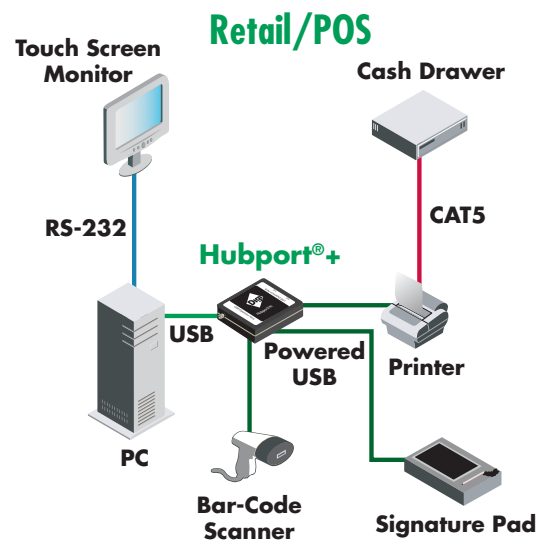 Retail/POS
Touch Screen
Monitor
Cash Drawer
RS-232
CAT5
Hubport®+
USB
Powered
USB
Printer
PC
Bar-Code
Scanner
Signature Pad